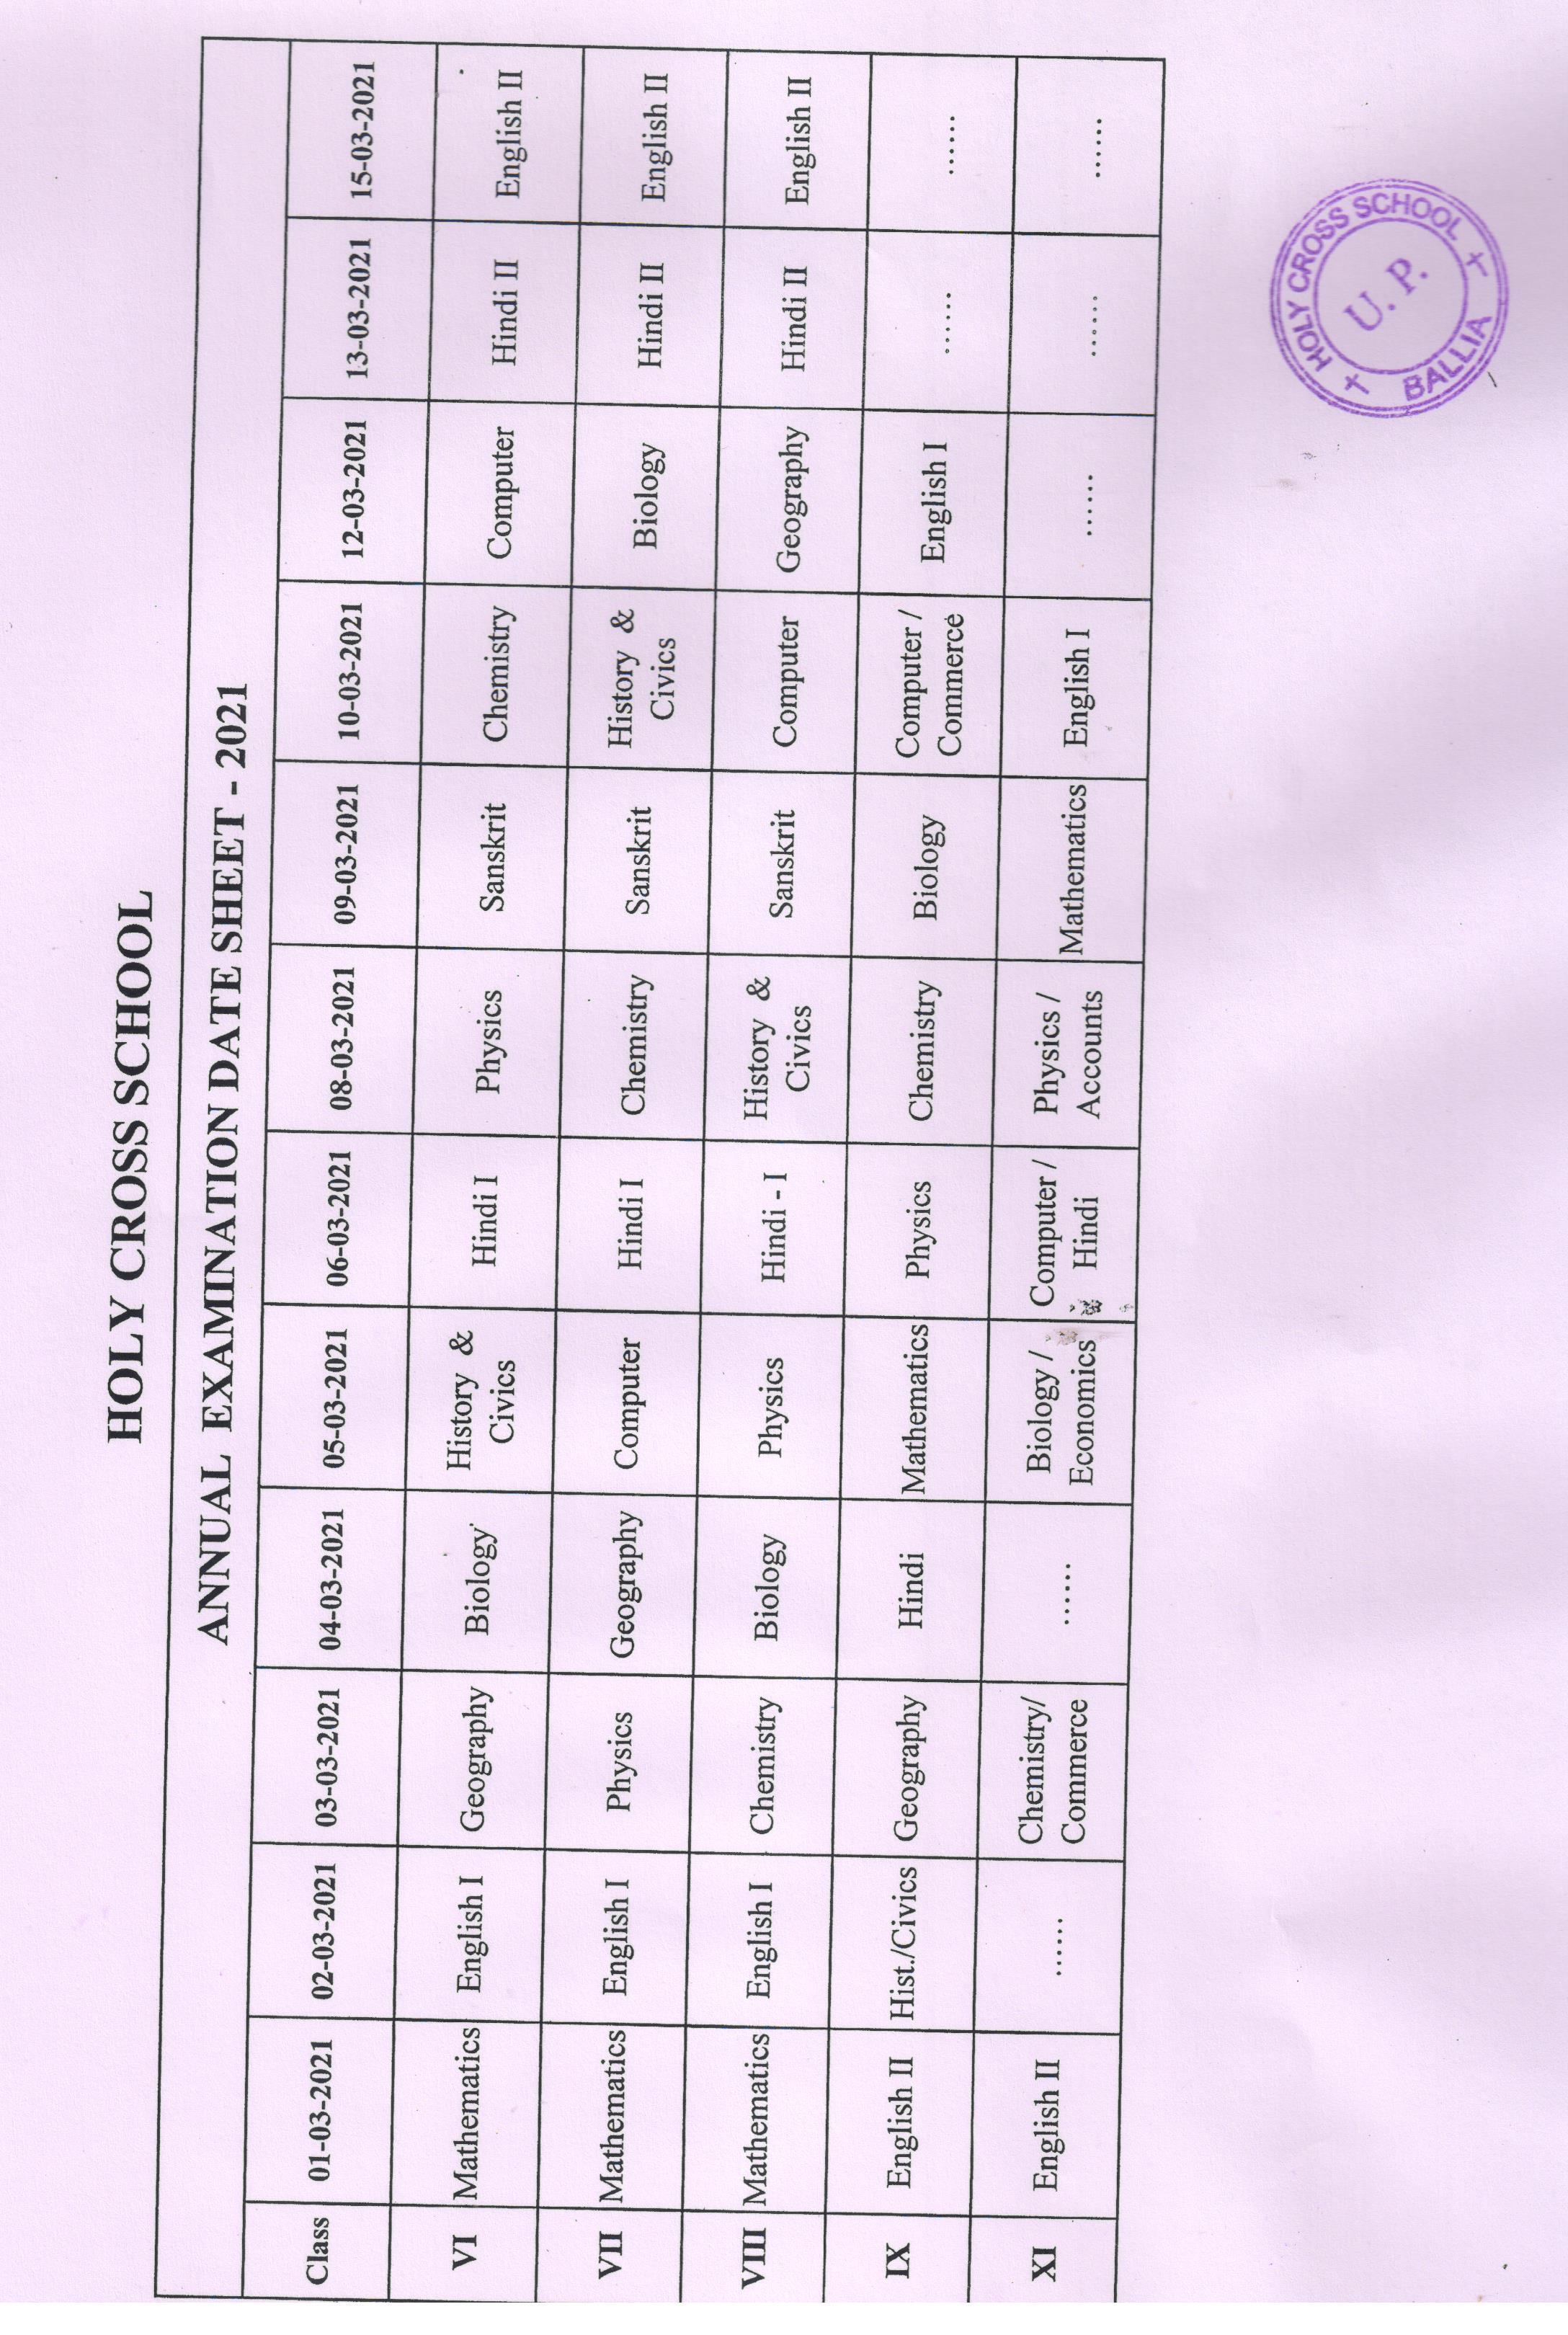 HOLY CROSS SCHOOL
ANNUAL EXAMINATION DATE SHEET - 2021
Class 01-03-2021 02-03-2021 03-03-2021 04-03-2021 05-03-2021 06-03-2021 08-03-2021 09-03-2021 10-03-2021 12-03-2021 13-03-2021 15-03-2021
VI Mathematics English I Geography Biology History & Civics Hindi I Physics Sanskrit Chemistry Computer Hindi II English II
VII Mathematics English I Physics Geography Computer Hindi I Chemistry Sanskrit History & Civics Biology Hindi II English II
VIII Mathematics English I Chemistry Biology Physics Hindi - I History & Civics Sanskrit Computer Geography Hindi II English II
IX English II Hist./Civics Geography Hindi Mathematics Physics Chemistry Biology Computer / Commerce English I ...... ......
XI English II ...... Chemistry/ Commerce ...... Biology / Economics Computer / Hindi Physics / Accounts Mathematics English I ...... ...... ......
HOLY CROSS SCHOOL
U. P.
BALLIA